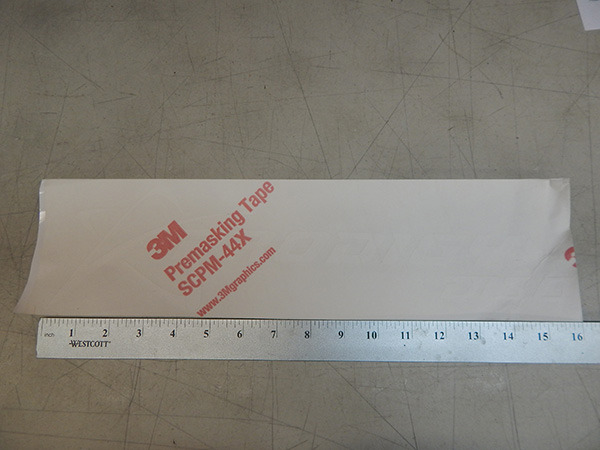 3M
Premasking Tape
SCPM-44X
www.3Mgraphics.com
3
inch 1 2 3 4 5 6 7 8 9 10 11 12 13 14 15 16
WESTCOTT